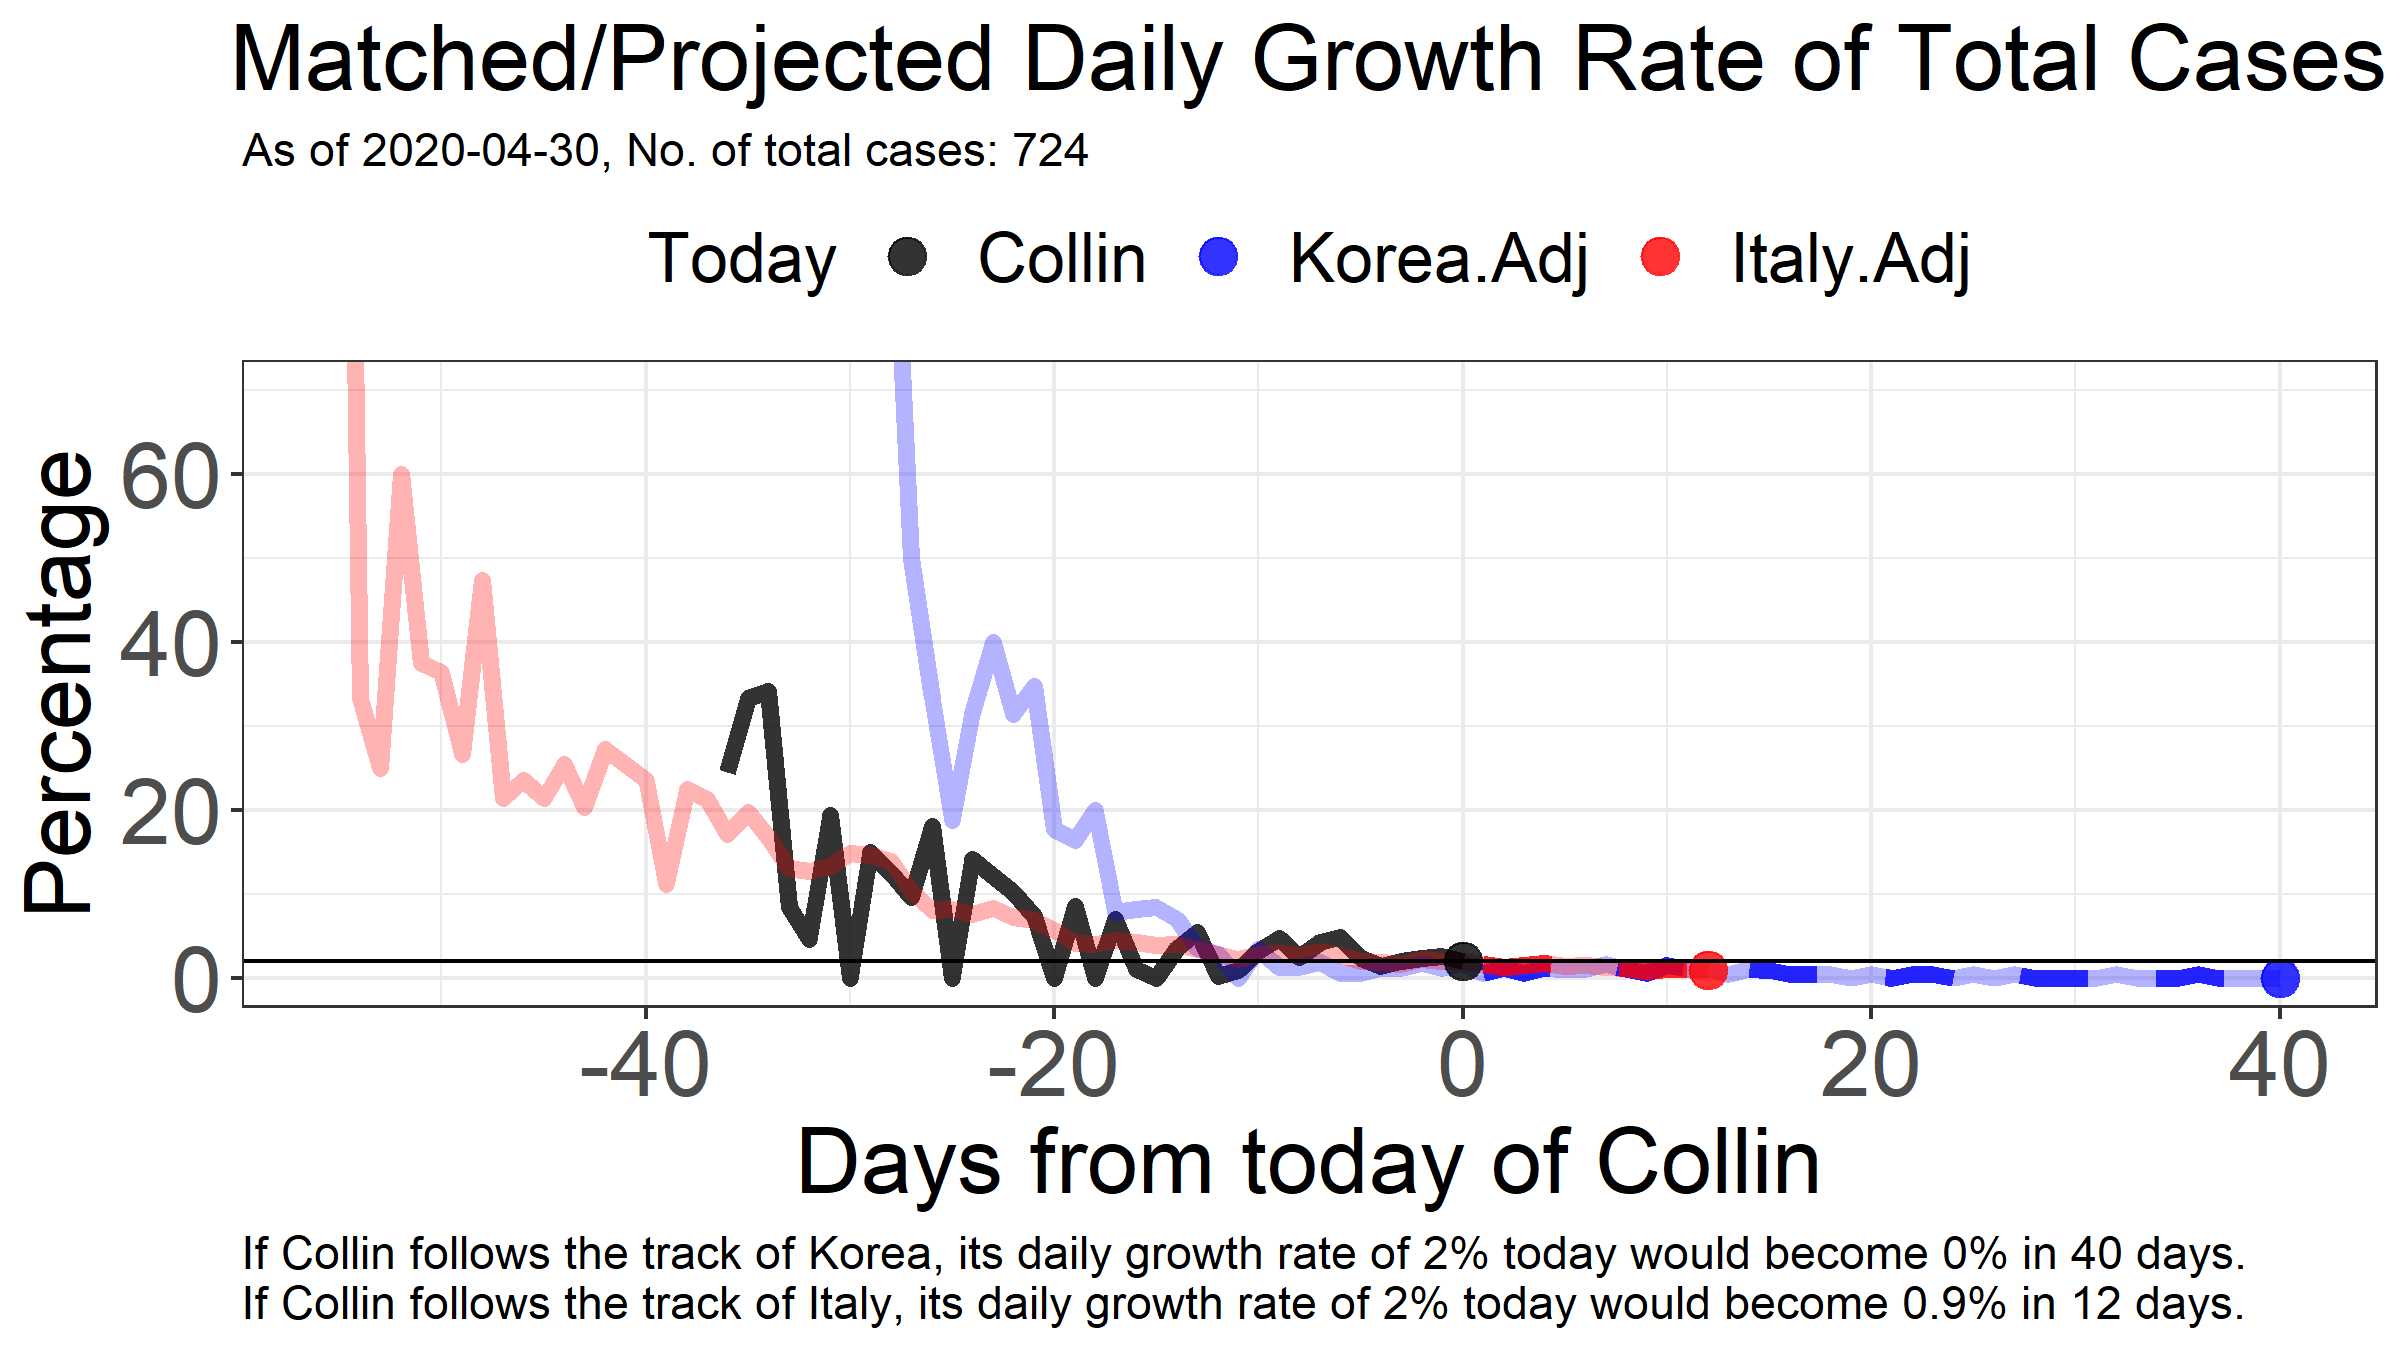 Matched/Projected Daily Growth Rate of Total Cases
As of 2020-04-30, No. of total cases: 724
Today Collin Korea.Adj Italy.Adj
Percentage
60
40
20
0
-40 -20 0 20 40
Days from today of Collin
If Collin follows the track of Korea, its daily growth rate of 2% today would become 0% in 40 days.
If Collin follows the track of Italy, its daily growth rate of 2% today would become 0.9% in 12 days.